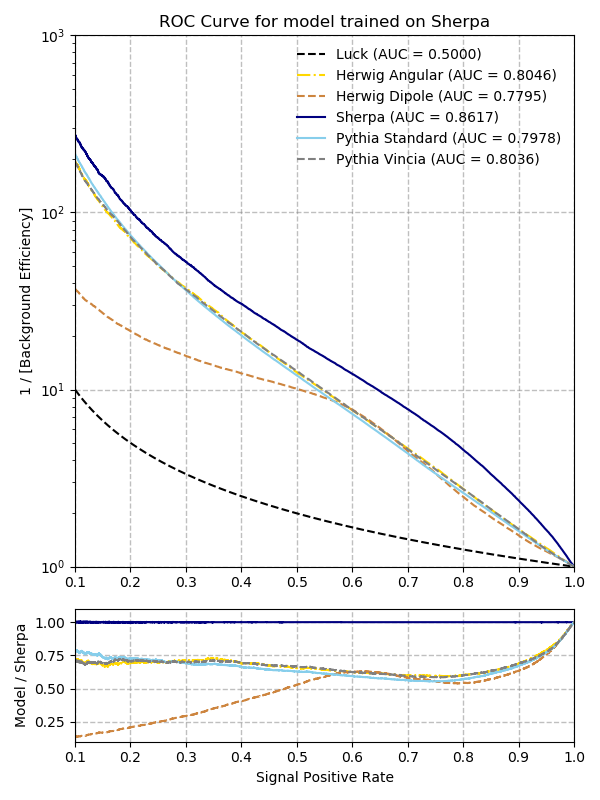 ROC Curve for model trained on Sherpa
Luck (AUC = 0.5000)
Herwig Angular (AUC = 0.8046)
Herwig Dipole (AUC = 0.7795)
Sherpa (AUC = 0.8617)
Pythia Standard (AUC = 0.7978)
Pythia Vincia (AUC = 0.8036)
1 / [Background Efficiency]
10³
10²
10¹
10⁰
0.1 0.2 0.3 0.4 0.5 0.6 0.7 0.8 0.9 1.0
Model / Sherpa
1.00
0.75
0.50
0.25
0.1 0.2 0.3 0.4 0.5 0.6 0.7 0.8 0.9 1.0
Signal Positive Rate